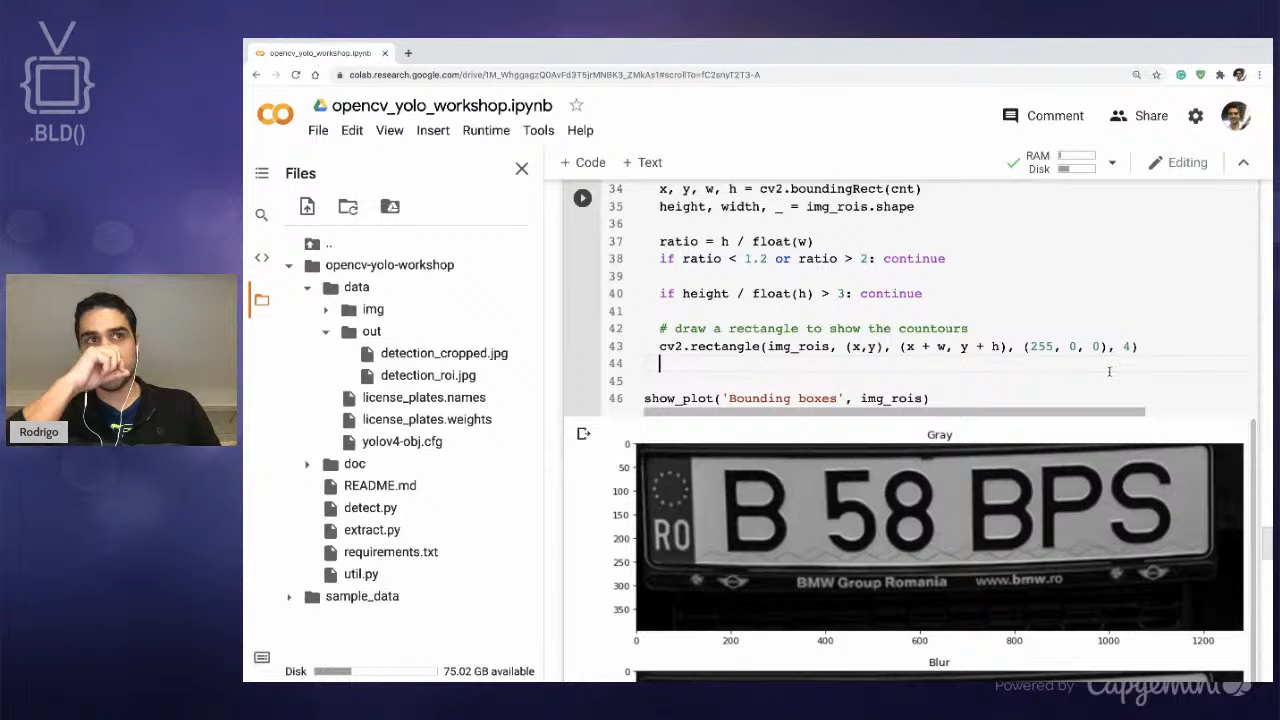 .BLD()
Rodrigo
opencv_yolo_workshop.ipynb
colab.research.google.com/drive/1M_WhggagzQ0AvFd3T5jrMNBK3_ZMkAs1#scrollTo=fC2snyT2T3-A
opencv_yolo_workshop.ipynb
File Edit View Insert Runtime Tools Help
Comment Share
Files
+ Code + Text
RAM
Disk
Editing
..
opencv-yolo-workshop
data
img
out
detection_cropped.jpg
detection_roi.jpg
license_plates.names
license_plates.weights
yolov4-obj.cfg
doc
README.md
detect.py
extract.py
requirements.txt
util.py
sample_data
Disk 75.02 GB available
34 x, y, w, h = cv2.boundingRect(cnt)
35 height, width, _ = img_rois.shape
36
37 ratio = h / float(w)
38 if ratio < 1.2 or ratio > 2: continue
39
40 if height / float(h) > 3: continue
41
42 # draw a rectangle to show the countours
43 cv2.rectangle(img_rois, (x,y), (x + w, y + h), (255, 0, 0), 4)
44
45
46 show_plot('Bounding boxes', img_rois)
Gray
0
50
100
150
200
250
300
350
RO B 58 BPS
BMW Group Romania www.bmw.ro
0 200 400 600 800 1000 1200
Blur
0
Powered by Capgemini